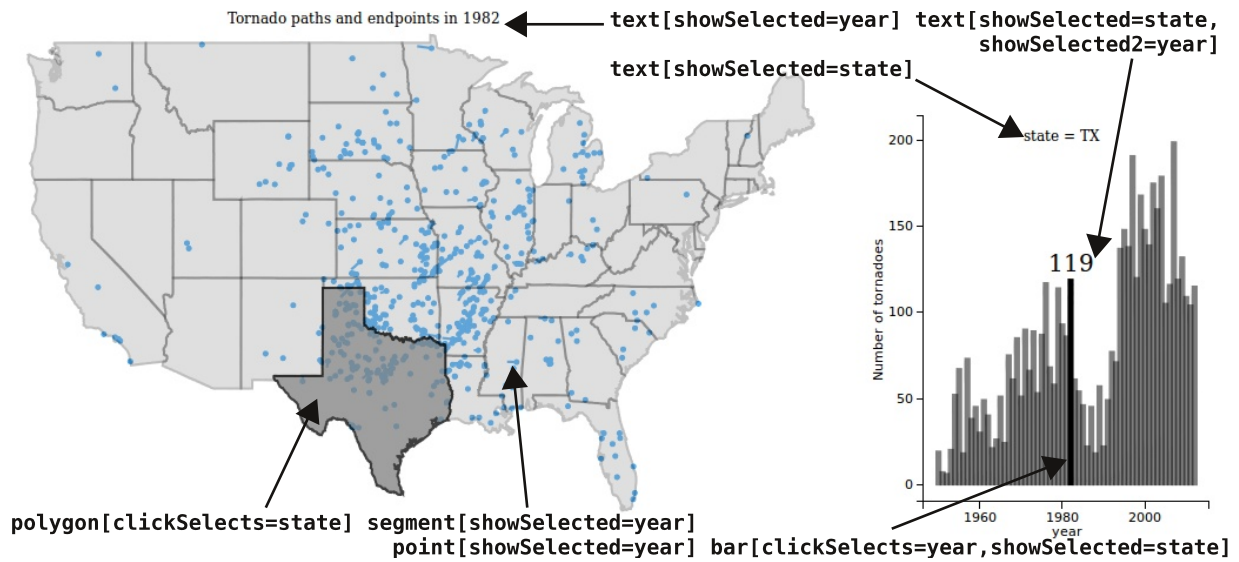 Tornado paths and endpoints in 1982
text[showSelected=year] text[showSelected=state,
showSelected2=year]
text[showSelected=state]
state = TX
119
Number of tornadoes
200
150
100
50
0
1960 1980 2000
year
polygon[clickSelects=state] segment[showSelected=year]
point[showSelected=year] bar[clickSelects=year,showSelected=state]